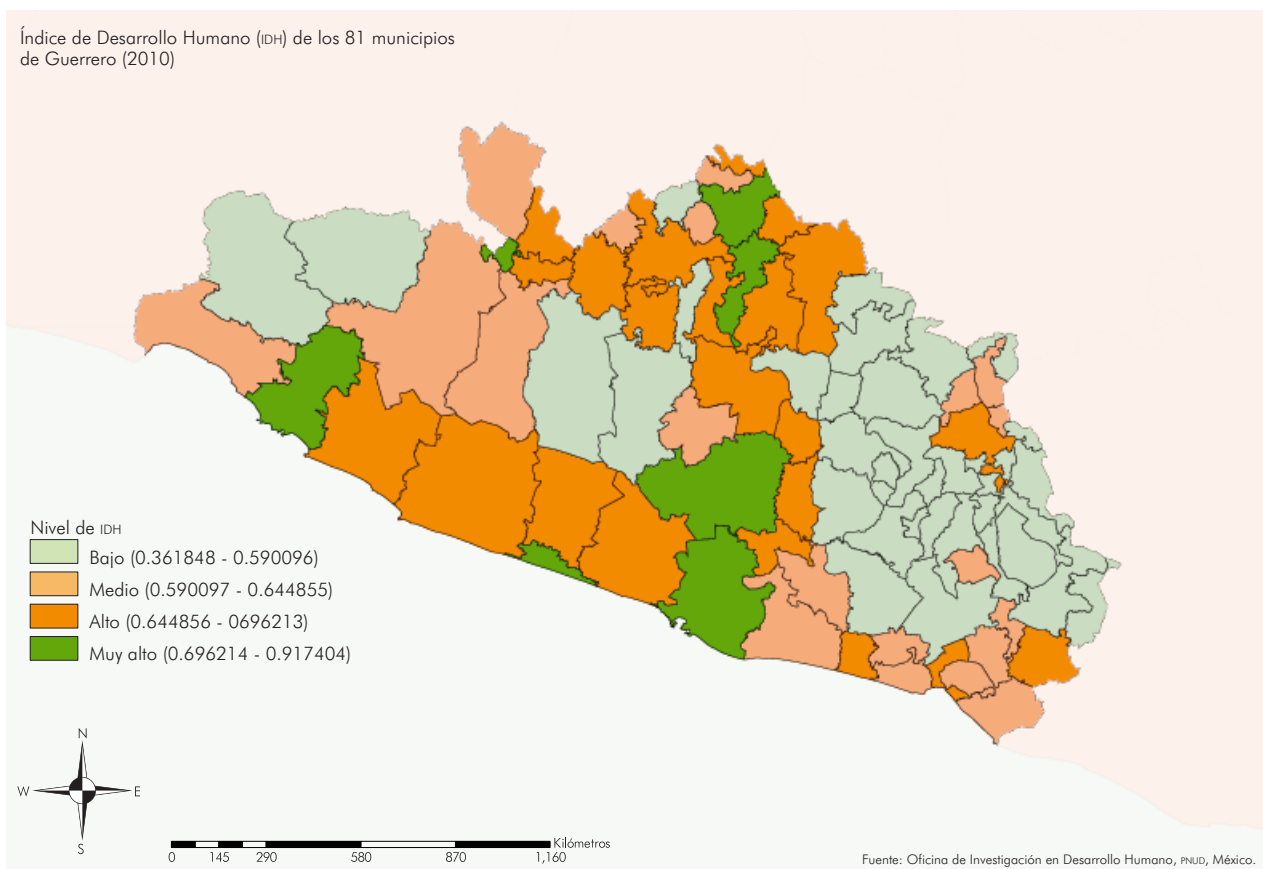 Índice de Desarrollo Humano (IDH) de los 81 municipios
de Guerrero (2010)
Nivel de IDH
Bajo (0.361848 - 0.590096)
Medio (0.590097 - 0.644855)
Alto (0.644856 - 0696213)
Muy alto (0.696214 - 0.917404)
N
W E
S
Kilómetros
0 145 290 580 870 1,160
Fuente: Oficina de Investigación en Desarrollo Humano, PNUD, México.